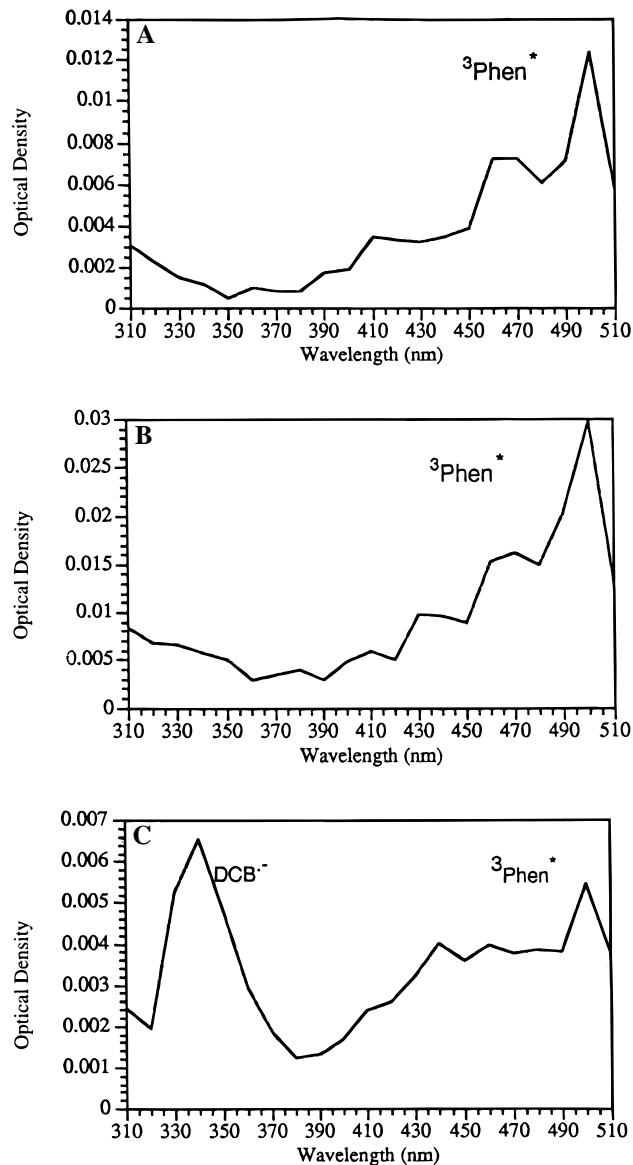 A
³Phen*
Optical Density
0.014
0.012
0.01
0.008
0.006
0.004
0.002
0
310 330 350 370 390 410 430 450 470 490 510
Wavelength (nm)
B
³Phen*
Optical Density
0.03
0.025
0.02
0.015
0.01
0.005
0
310 330 350 370 390 410 430 450 470 490 510
Wavelength (nm)
C
DCB·-
³Phen*
Optical Density
0.007
0.006
0.005
0.004
0.003
0.002
0.001
0
310 330 350 370 390 410 430 450 470 490 510
Wavelength (nm)